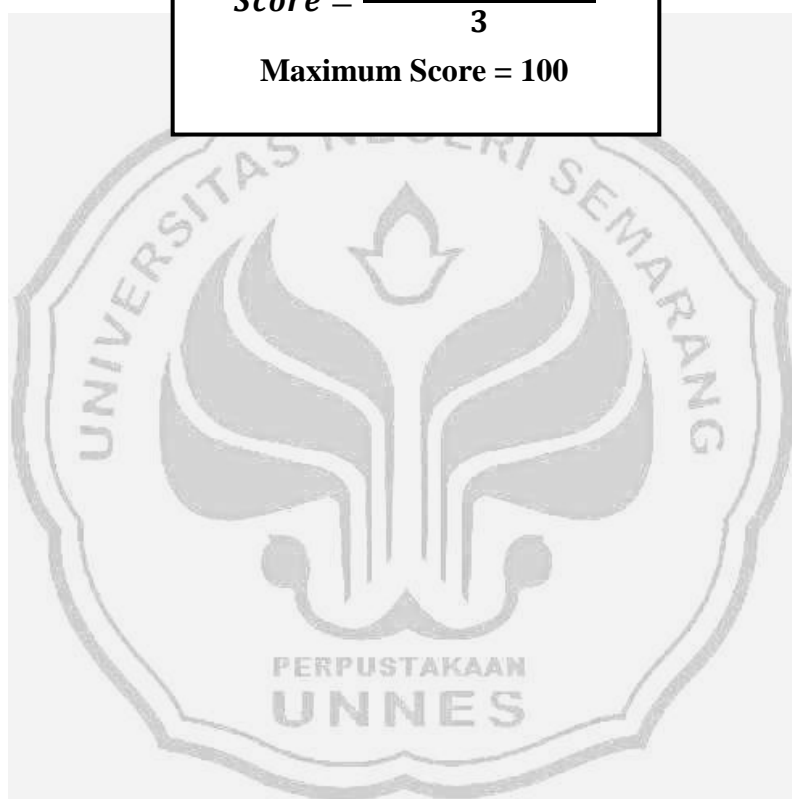 Score =
3
Maximum Score = 100
UNIVERSITAS NEGERI SEMARANG
PERPUSTAKAAN
UNNES